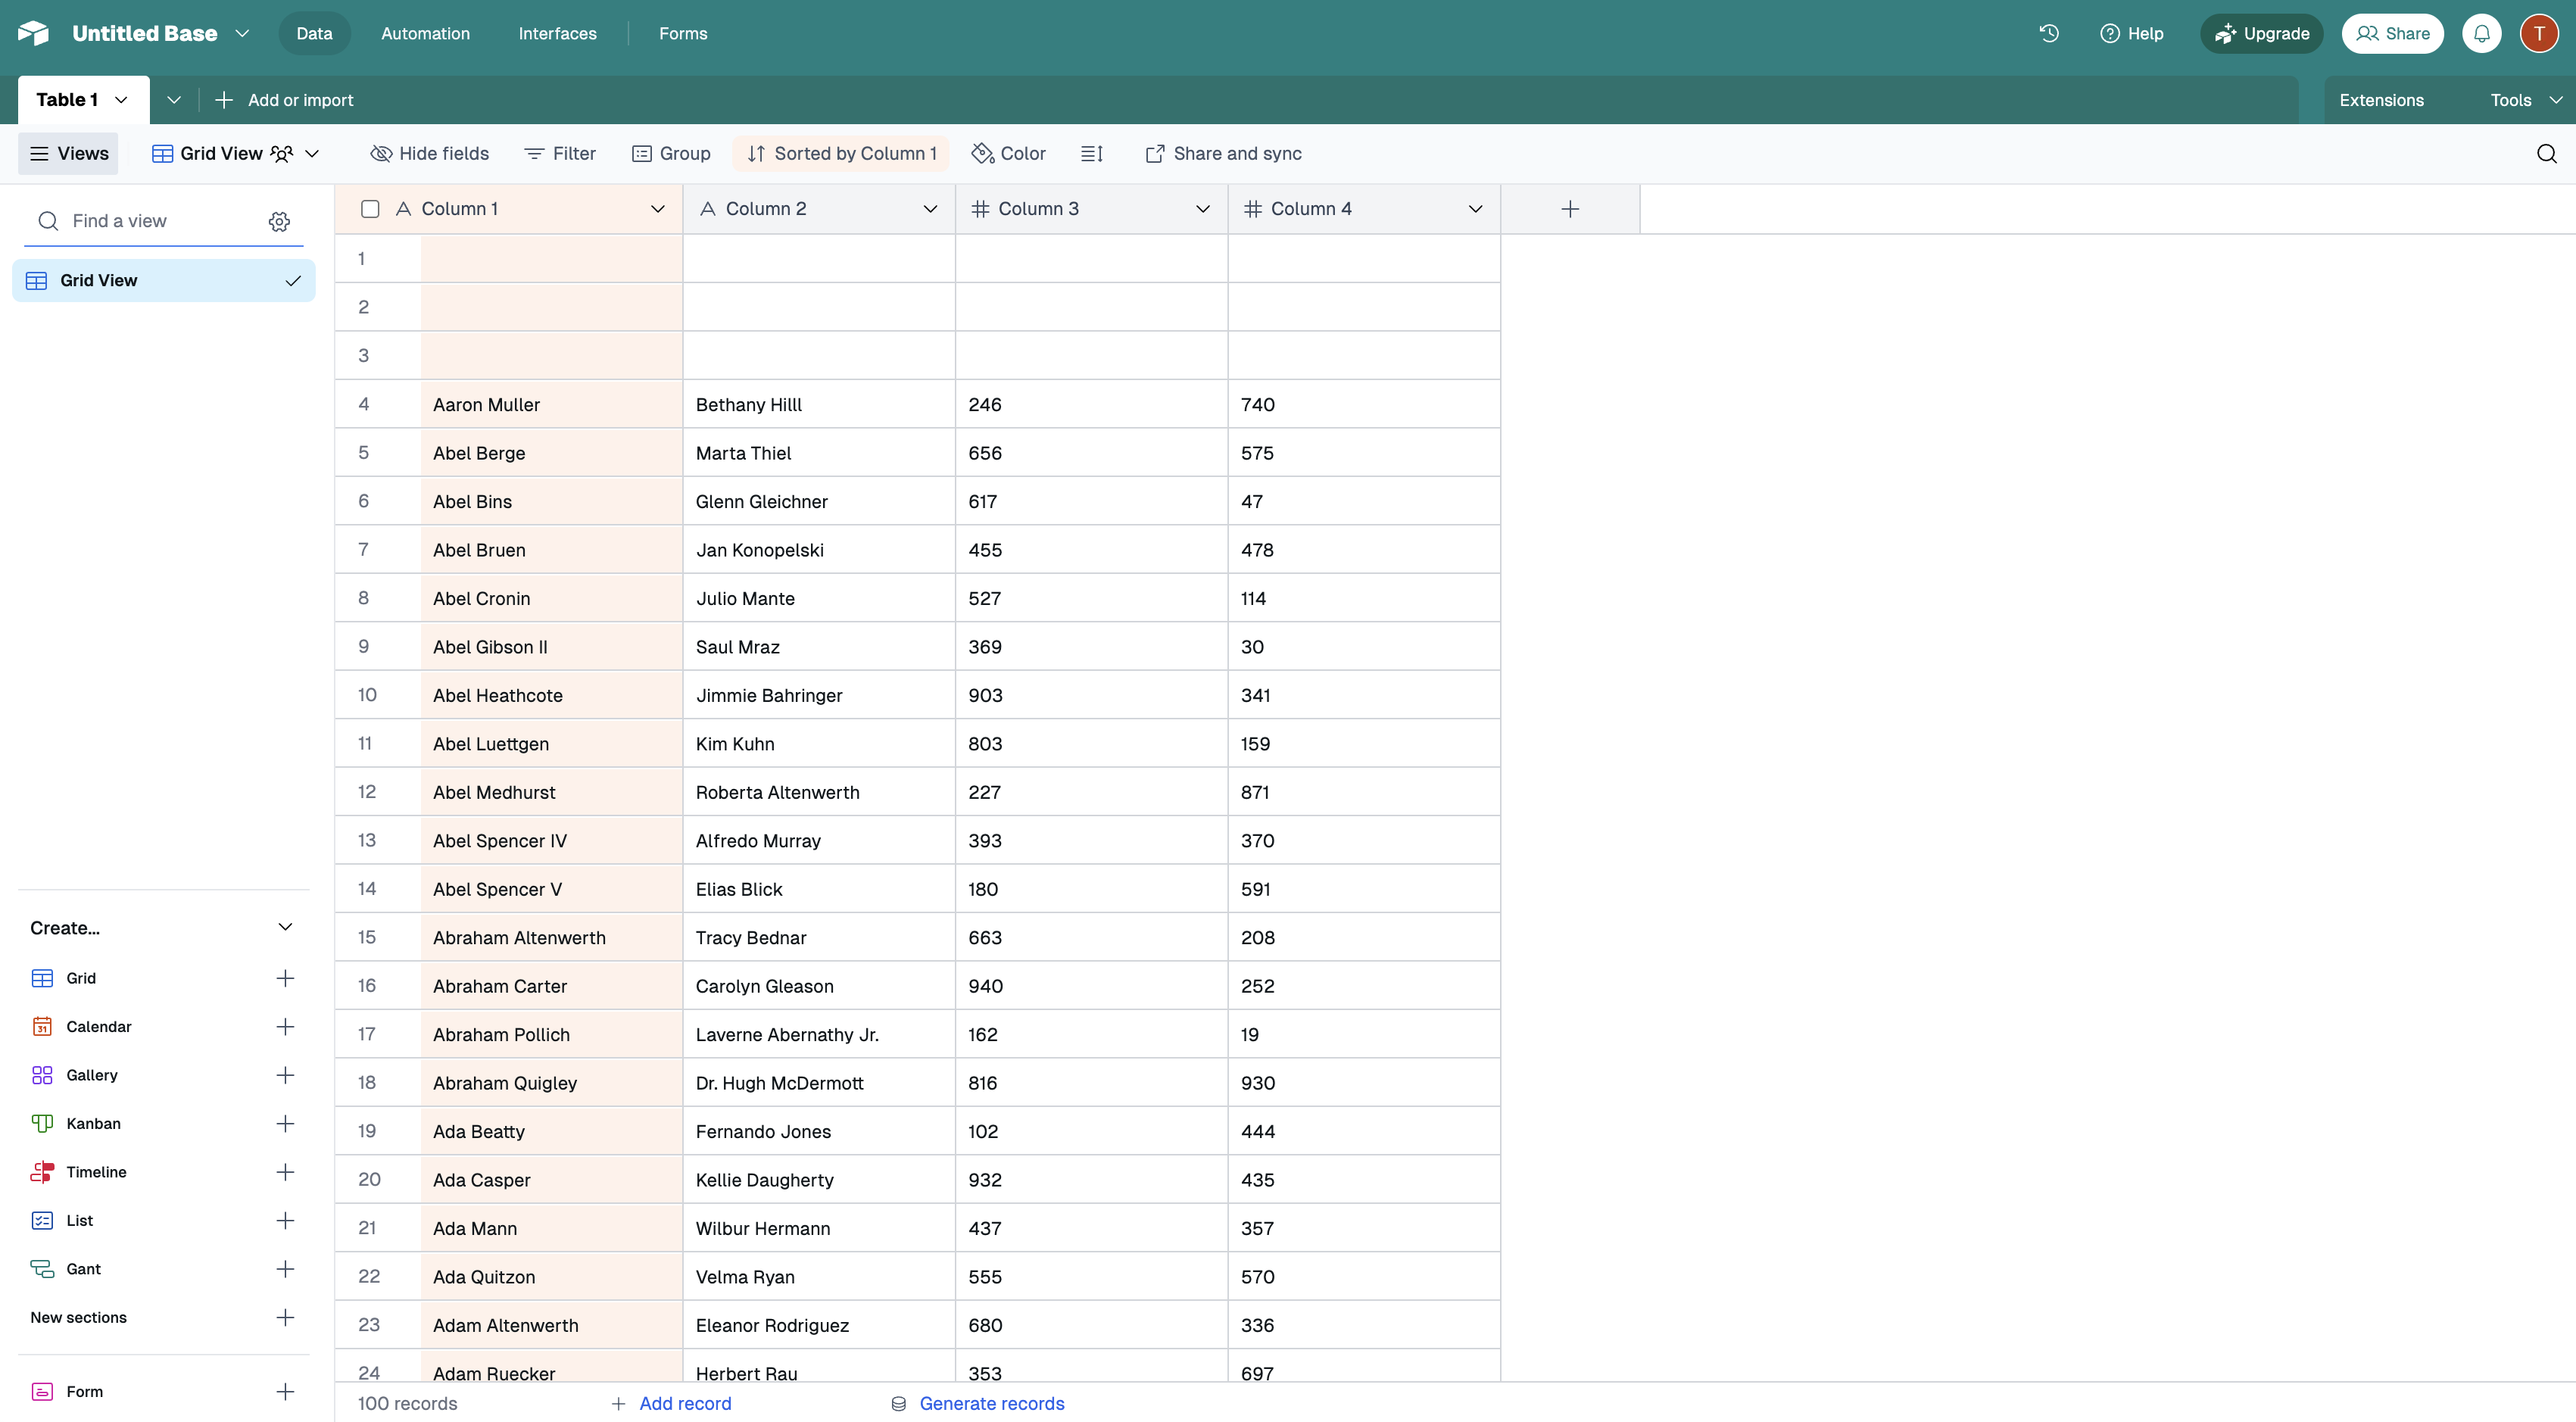 Untitled Base Data Automation Interfaces Forms Help Upgrade Share T
Table 1 Add or import Extensions Tools
Views Grid View Hide fields Filter Group Sorted by Column 1 Color Share and sync
Find a view
Grid View
Create...
Grid
31 Calendar
Gallery
Kanban
Timeline
List
Gant
New sections
Form
A Column 1 A Column 2 # Column 3 # Column 4
1
2
3
4 Aaron Muller Bethany Hilll 246 740
5 Abel Berge Marta Thiel 656 575
6 Abel Bins Glenn Gleichner 617 47
7 Abel Bruen Jan Konopelski 455 478
8 Abel Cronin Julio Mante 527 114
9 Abel Gibson II Saul Mraz 369 30
10 Abel Heathcote Jimmie Bahringer 903 341
11 Abel Luettgen Kim Kuhn 803 159
12 Abel Medhurst Roberta Altenwerth 227 871
13 Abel Spencer IV Alfredo Murray 393 370
14 Abel Spencer V Elias Blick 180 591
15 Abraham Altenwerth Tracy Bednar 663 208
16 Abraham Carter Carolyn Gleason 940 252
17 Abraham Pollich Laverne Abernathy Jr. 162 19
18 Abraham Quigley Dr. Hugh McDermott 816 930
19 Ada Beatty Fernando Jones 102 444
20 Ada Casper Kellie Daugherty 932 435
21 Ada Mann Wilbur Hermann 437 357
22 Ada Quitzon Velma Ryan 555 570
23 Adam Altenwerth Eleanor Rodriguez 680 336
24 Adam Ruecker Herbert Rau 353 697
100 records + Add record Generate records